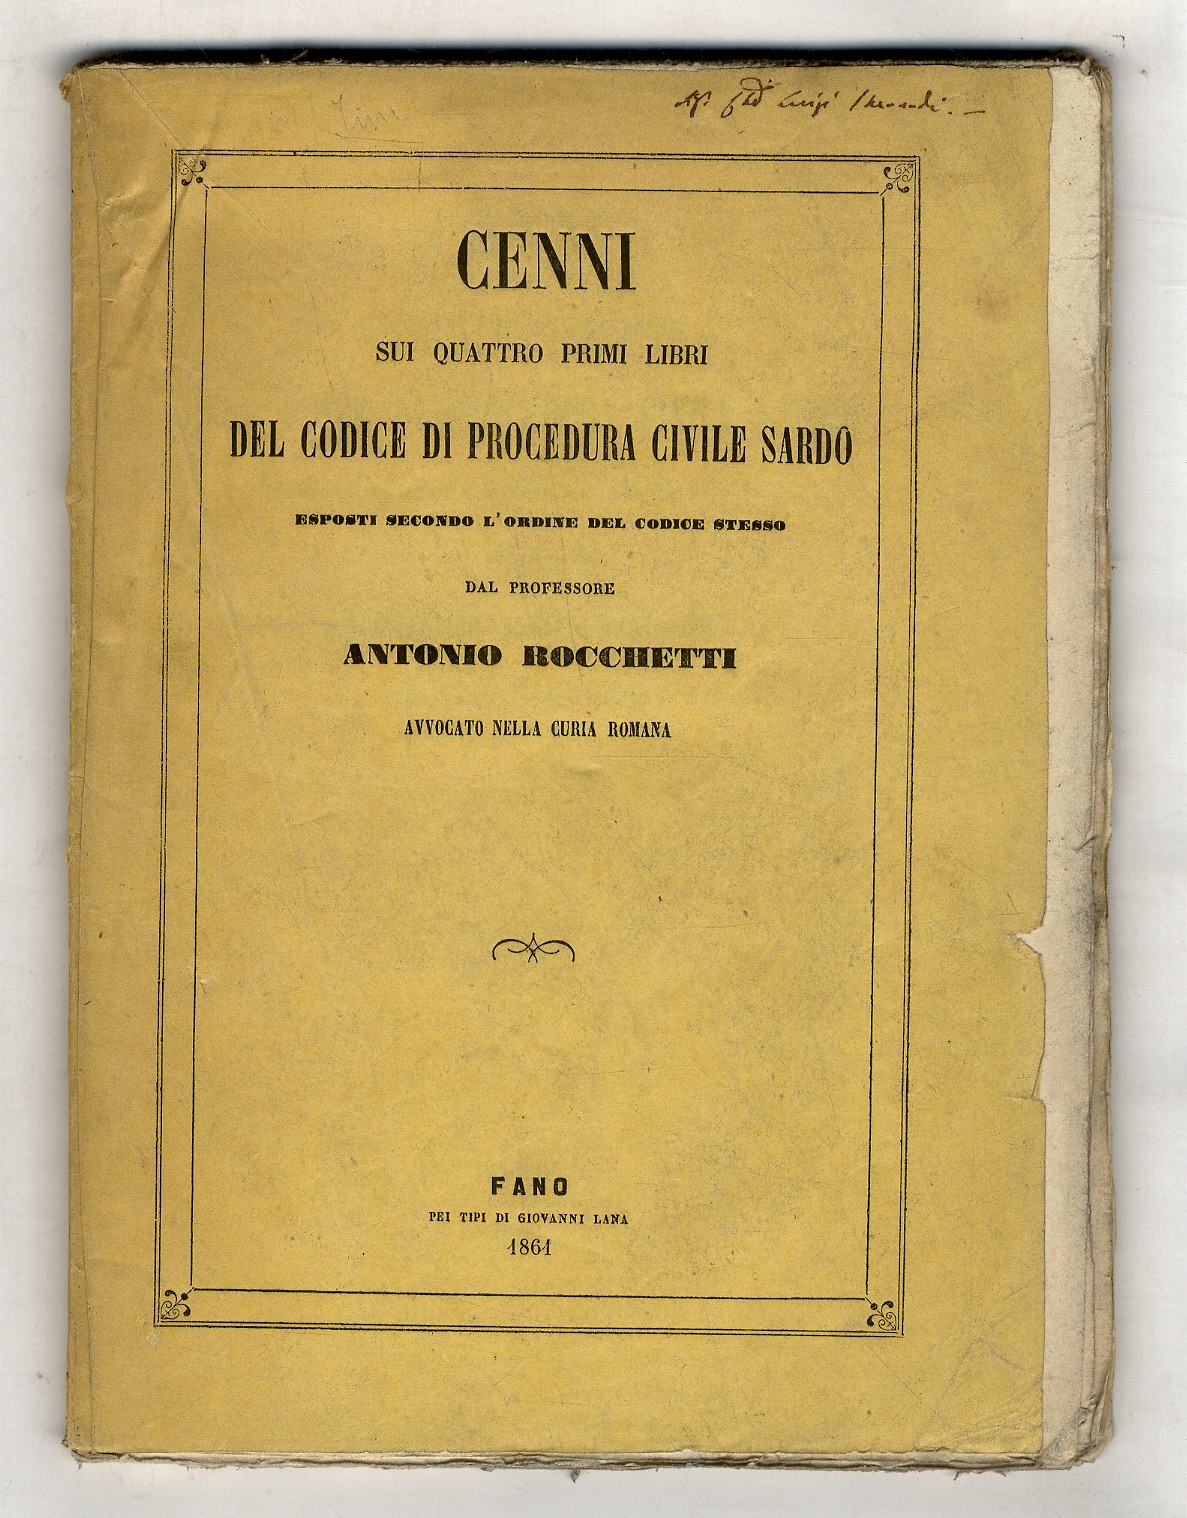 Luigi
CENNI
SUI QUATTRO PRIMI LIBRI
DEL CODICE DI PROCEDURA CIVILE SARDO
ESPOSTI SECONDO L'ORDINE DEL CODICE STESSO
DAL PROFESSORE
ANTONIO ROCCHETTI
AVVOCATO NELLA CURIA ROMANA
FANO
PEI TIPI DI GIOVANNI LANA
1861